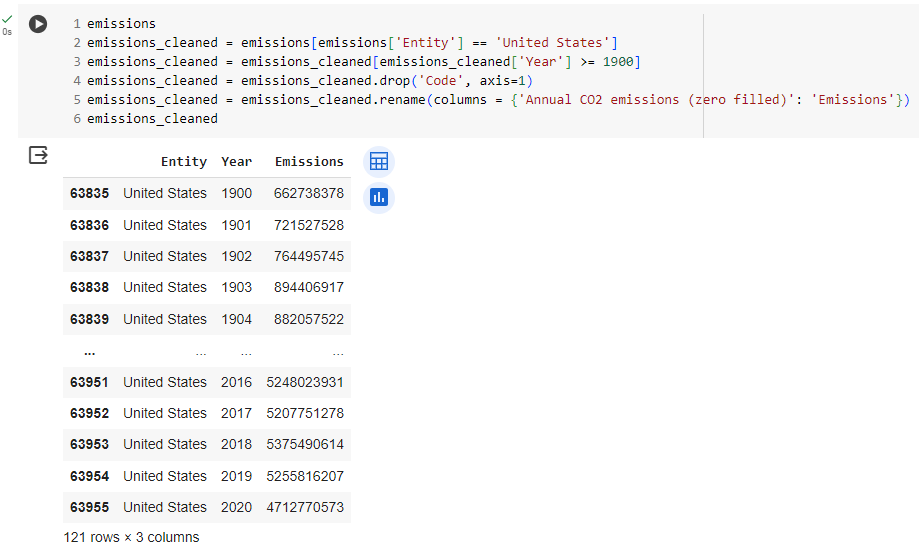 0s
1 emissions
2 emissions_cleaned = emissions[emissions['Entity'] == 'United States']
3 emissions_cleaned = emissions_cleaned[emissions_cleaned['Year'] >= 1900]
4 emissions_cleaned = emissions_cleaned.drop('Code', axis=1)
5 emissions_cleaned = emissions_cleaned.rename(columns = {'Annual CO2 emissions (zero filled)': 'Emissions'})
6 emissions_cleaned
Entity Year Emissions
63835 United States 1900 662738378
63836 United States 1901 721527528
63837 United States 1902 764495745
63838 United States 1903 894406917
63839 United States 1904 882057522
... ... ... ...
63951 United States 2016 5248023931
63952 United States 2017 5207751278
63953 United States 2018 5375490614
63954 United States 2019 5255816207
63955 United States 2020 4712770573
121 rows × 3 columns